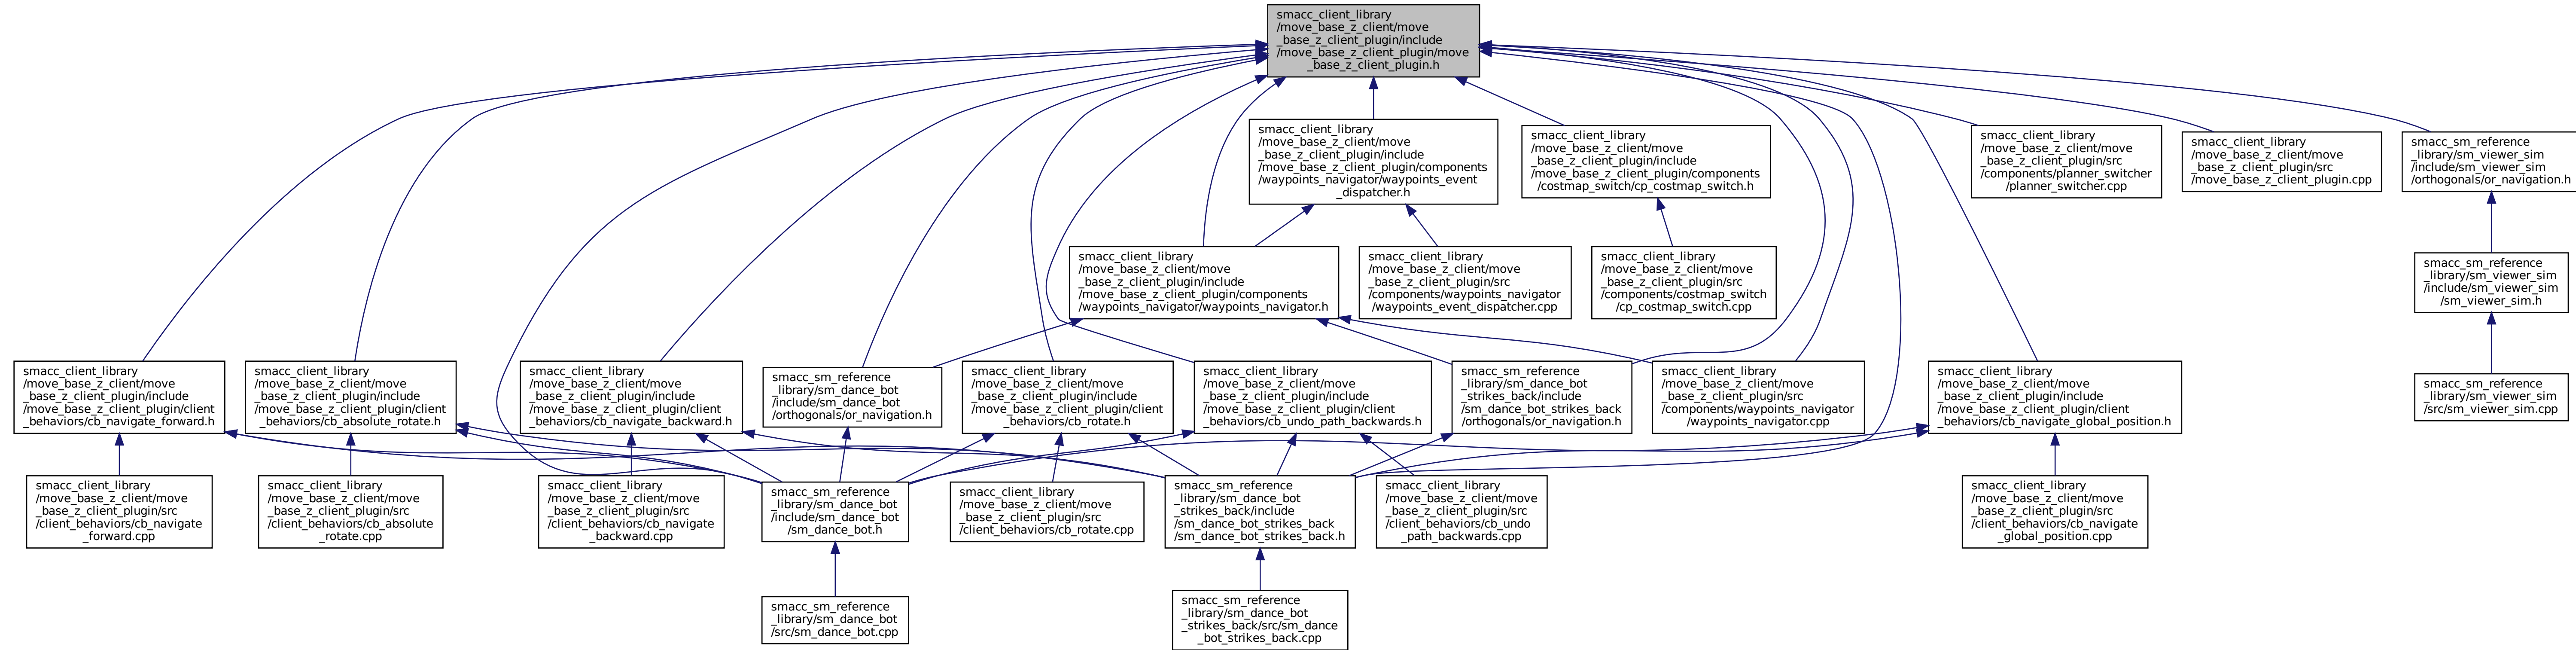 smacc_client_library
/move_base_z_client/move
_base_z_client_plugin/include
/move_base_z_client_plugin/move
_base_z_client_plugin.h
smacc_client_library
/move_base_z_client/move
_base_z_client_plugin/include
/move_base_z_client_plugin/components
/waypoints_navigator/waypoints_event
_dispatcher.h
smacc_client_library
/move_base_z_client/move
_base_z_client_plugin/include
/move_base_z_client_plugin/components
/costmap_switch/cp_costmap_switch.h
smacc_client_library
/move_base_z_client/move
_base_z_client_plugin/src
/components/planner_switcher
/planner_switcher.cpp
smacc_client_library
/move_base_z_client/move
_base_z_client_plugin/src
/move_base_z_client_plugin.cpp
smacc_sm_reference
_library/sm_viewer_sim
/include/sm_viewer_sim
/orthogonals/or_navigation.h
smacc_client_library
/move_base_z_client/move
_base_z_client_plugin/include
/move_base_z_client_plugin/components
/waypoints_navigator/waypoints_navigator.h
smacc_client_library
/move_base_z_client/move
_base_z_client_plugin/src
/components/waypoints_navigator
/waypoints_event_dispatcher.cpp
smacc_client_library
/move_base_z_client/move
_base_z_client_plugin/src
/components/costmap_switch
/cp_costmap_switch.cpp
smacc_sm_reference
_library/sm_viewer_sim
/include/sm_viewer_sim
/sm_viewer_sim.h
smacc_client_library
/move_base_z_client/move
_base_z_client_plugin/include
/move_base_z_client_plugin/client
_behaviors/cb_navigate_forward.h
smacc_client_library
/move_base_z_client/move
_base_z_client_plugin/include
/move_base_z_client_plugin/client
_behaviors/cb_absolute_rotate.h
smacc_client_library
/move_base_z_client/move
_base_z_client_plugin/include
/move_base_z_client_plugin/client
_behaviors/cb_navigate_backward.h
smacc_sm_reference
_library/sm_dance_bot
/include/sm_dance_bot
/orthogonals/or_navigation.h
smacc_client_library
/move_base_z_client/move
_base_z_client_plugin/include
/move_base_z_client_plugin/client
_behaviors/cb_rotate.h
smacc_client_library
/move_base_z_client/move
_base_z_client_plugin/include
/move_base_z_client_plugin/client
_behaviors/cb_undo_path_backwards.h
smacc_sm_reference
_library/sm_dance_bot
_strikes_back/include
/sm_dance_bot_strikes_back
/orthogonals/or_navigation.h
smacc_client_library
/move_base_z_client/move
_base_z_client_plugin/src
/components/waypoints_navigator
/waypoints_navigator.cpp
smacc_client_library
/move_base_z_client/move
_base_z_client_plugin/include
/move_base_z_client_plugin/client
_behaviors/cb_navigate_global_position.h
smacc_sm_reference
_library/sm_viewer_sim
/src/sm_viewer_sim.cpp
smacc_client_library
/move_base_z_client/move
_base_z_client_plugin/src
/client_behaviors/cb_navigate
_forward.cpp
smacc_client_library
/move_base_z_client/move
_base_z_client_plugin/src
/client_behaviors/cb_absolute
_rotate.cpp
smacc_client_library
/move_base_z_client/move
_base_z_client_plugin/src
/client_behaviors/cb_navigate
_backward.cpp
smacc_sm_reference
_library/sm_dance_bot
/include/sm_dance_bot
/sm_dance_bot.h
smacc_client_library
/move_base_z_client/move
_base_z_client_plugin/src
/client_behaviors/cb_rotate.cpp
smacc_sm_reference
_library/sm_dance_bot
_strikes_back/include
/sm_dance_bot_strikes_back
/sm_dance_bot_strikes_back.h
smacc_client_library
/move_base_z_client/move
_base_z_client_plugin/src
/client_behaviors/cb_undo
_path_backwards.cpp
smacc_client_library
/move_base_z_client/move
_base_z_client_plugin/src
/client_behaviors/cb_navigate
_global_position.cpp
smacc_sm_reference
_library/sm_dance_bot
/src/sm_dance_bot.cpp
smacc_sm_reference
_library/sm_dance_bot
_strikes_back/src/sm_dance
_bot_strikes_back.cpp